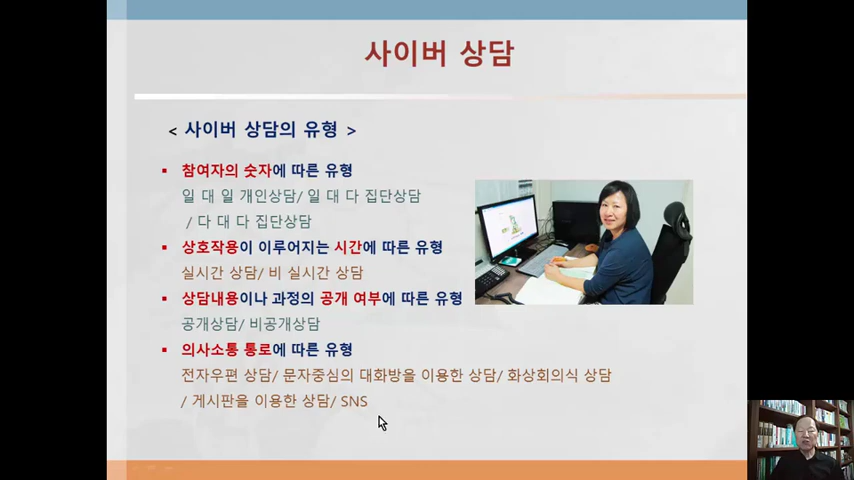 사이버 상담
< 사이버 상담의 유형 >
▪ 참여자의 숫자에 따른 유형
일 대 일 개인상담/ 일 대 다 집단상담
/ 다 대 다 집단상담
▪ 상호작용이 이루어지는 시간에 따른 유형
실시간 상담/ 비 실시간 상담
▪ 상담내용이나 과정의 공개 여부에 따른 유형
공개상담/ 비공개상담
▪ 의사소통 통로에 따른 유형
전자우편 상담/ 문자중심의 대화방을 이용한 상담/ 화상회의식 상담
/ 게시판을 이용한 상담/ SNS